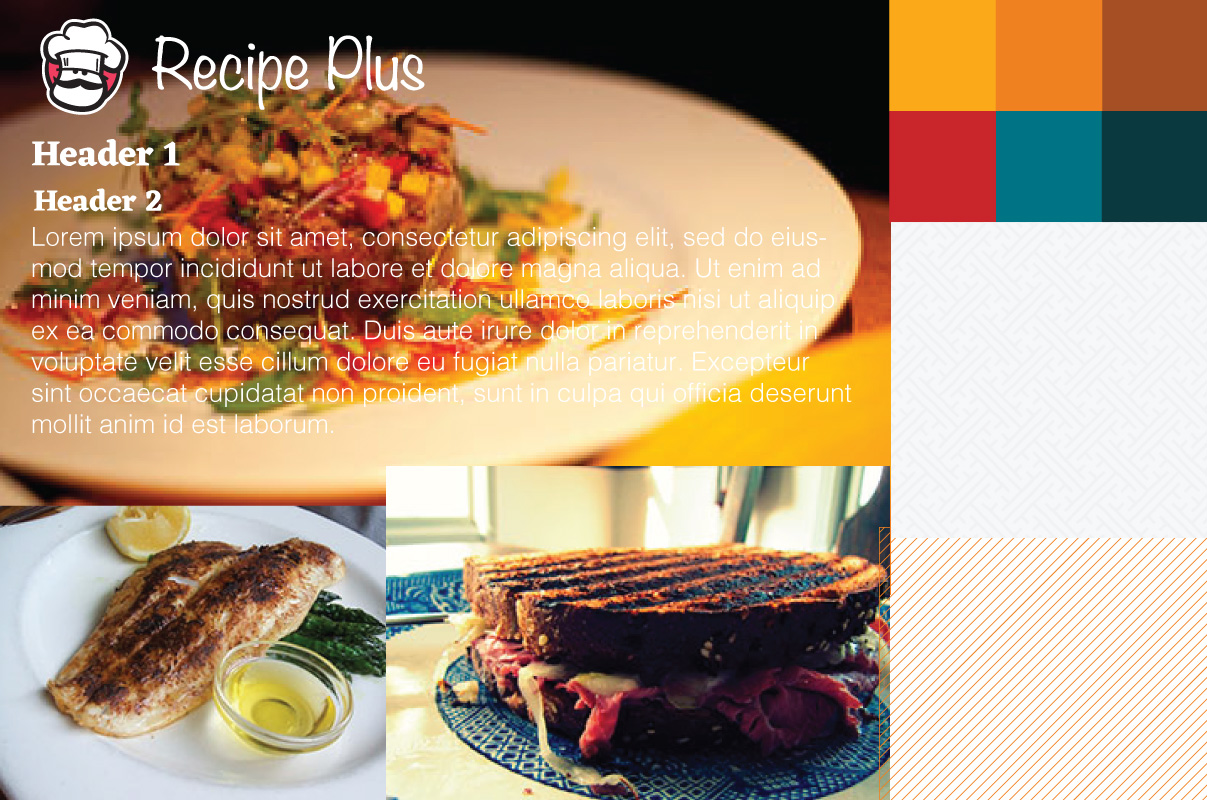 Recipe Plus
Header 1
Header 2
Lorem ipsum dolor sit amet, consectetur adipiscing elit, sed do eius-
mod tempor incididunt ut labore et dolore magna aliqua. Ut enim ad
minim veniam, quis nostrud exercitation ullamco laboris nisi ut aliquip
ex ea commodo consequat. Duis aute irure dolor in reprehenderit in
voluptate velit esse cillum dolore eu fugiat nulla pariatur. Excepteur
sint occaecat cupidatat non proident, sunt in culpa qui officia deserunt
mollit anim id est laborum.